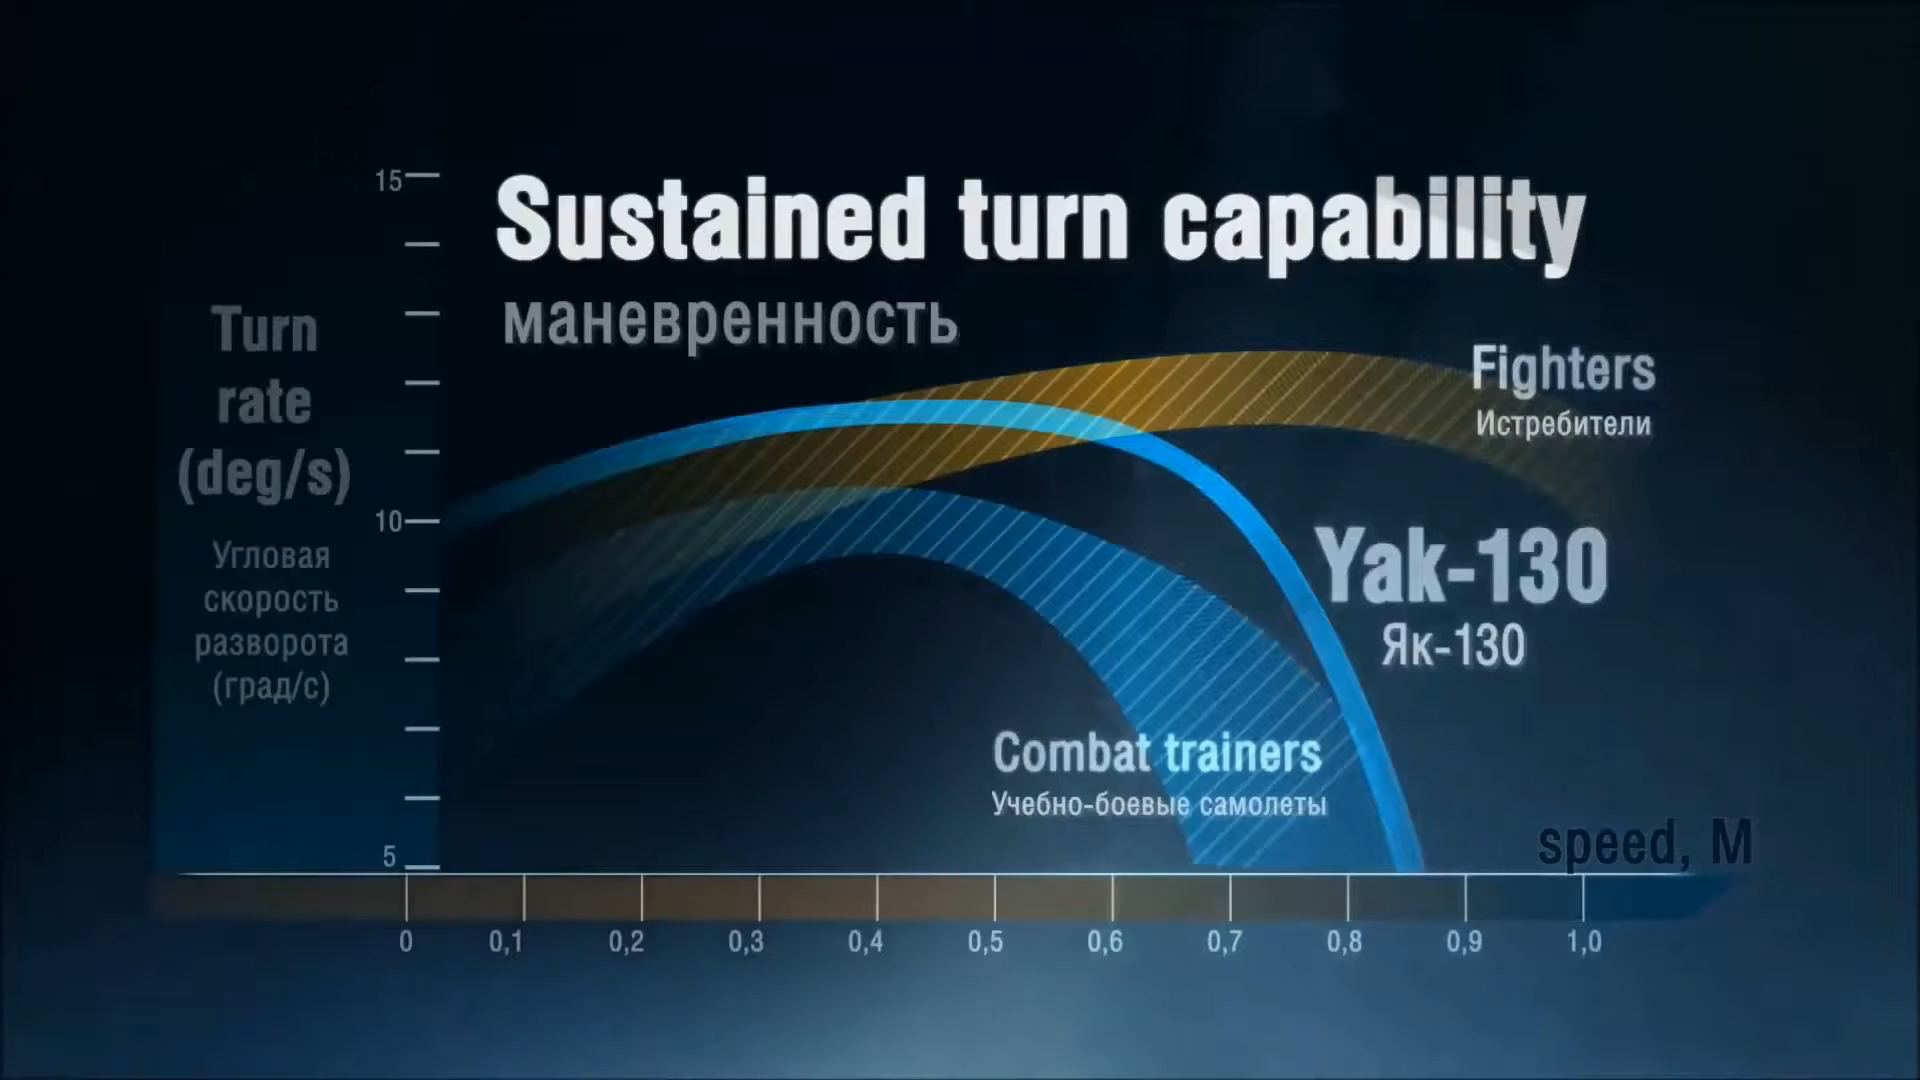 Sustained turn capability
маневренность
Turn
rate
(deg/s)
Угловая
скорость
разворота
(град/с)
15
10
5
Fighters
Истребители
Yak-130
Як-130
Combat trainers
Учебно-боевые самолеты
speed, M
0 0,1 0,2 0,3 0,4 0,5 0,6 0,7 0,8 0,9 1,0